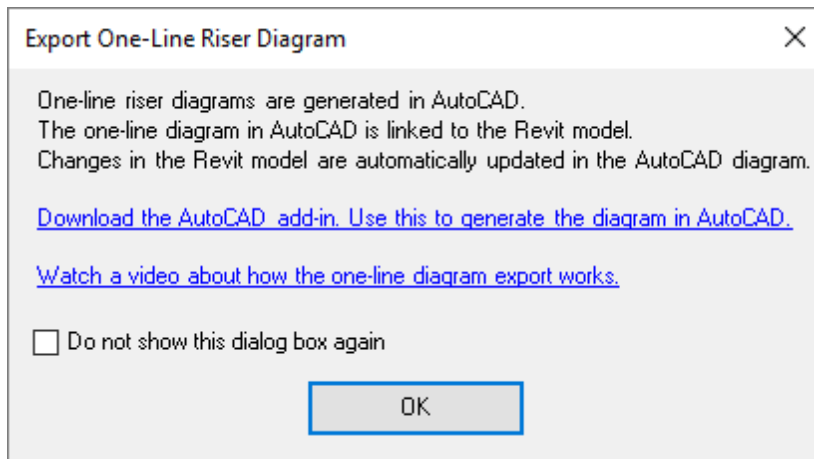 Export One-Line Riser Diagram
One-line riser diagrams are generated in AutoCAD.
The one-line diagram in AutoCAD is linked to the Revit model.
Changes in the Revit model are automatically updated in the AutoCAD diagram.
Download the AutoCAD add-in. Use this to generate the diagram in AutoCAD.
Watch a video about how the one-line diagram export works.
Do not show this dialog box again
OK